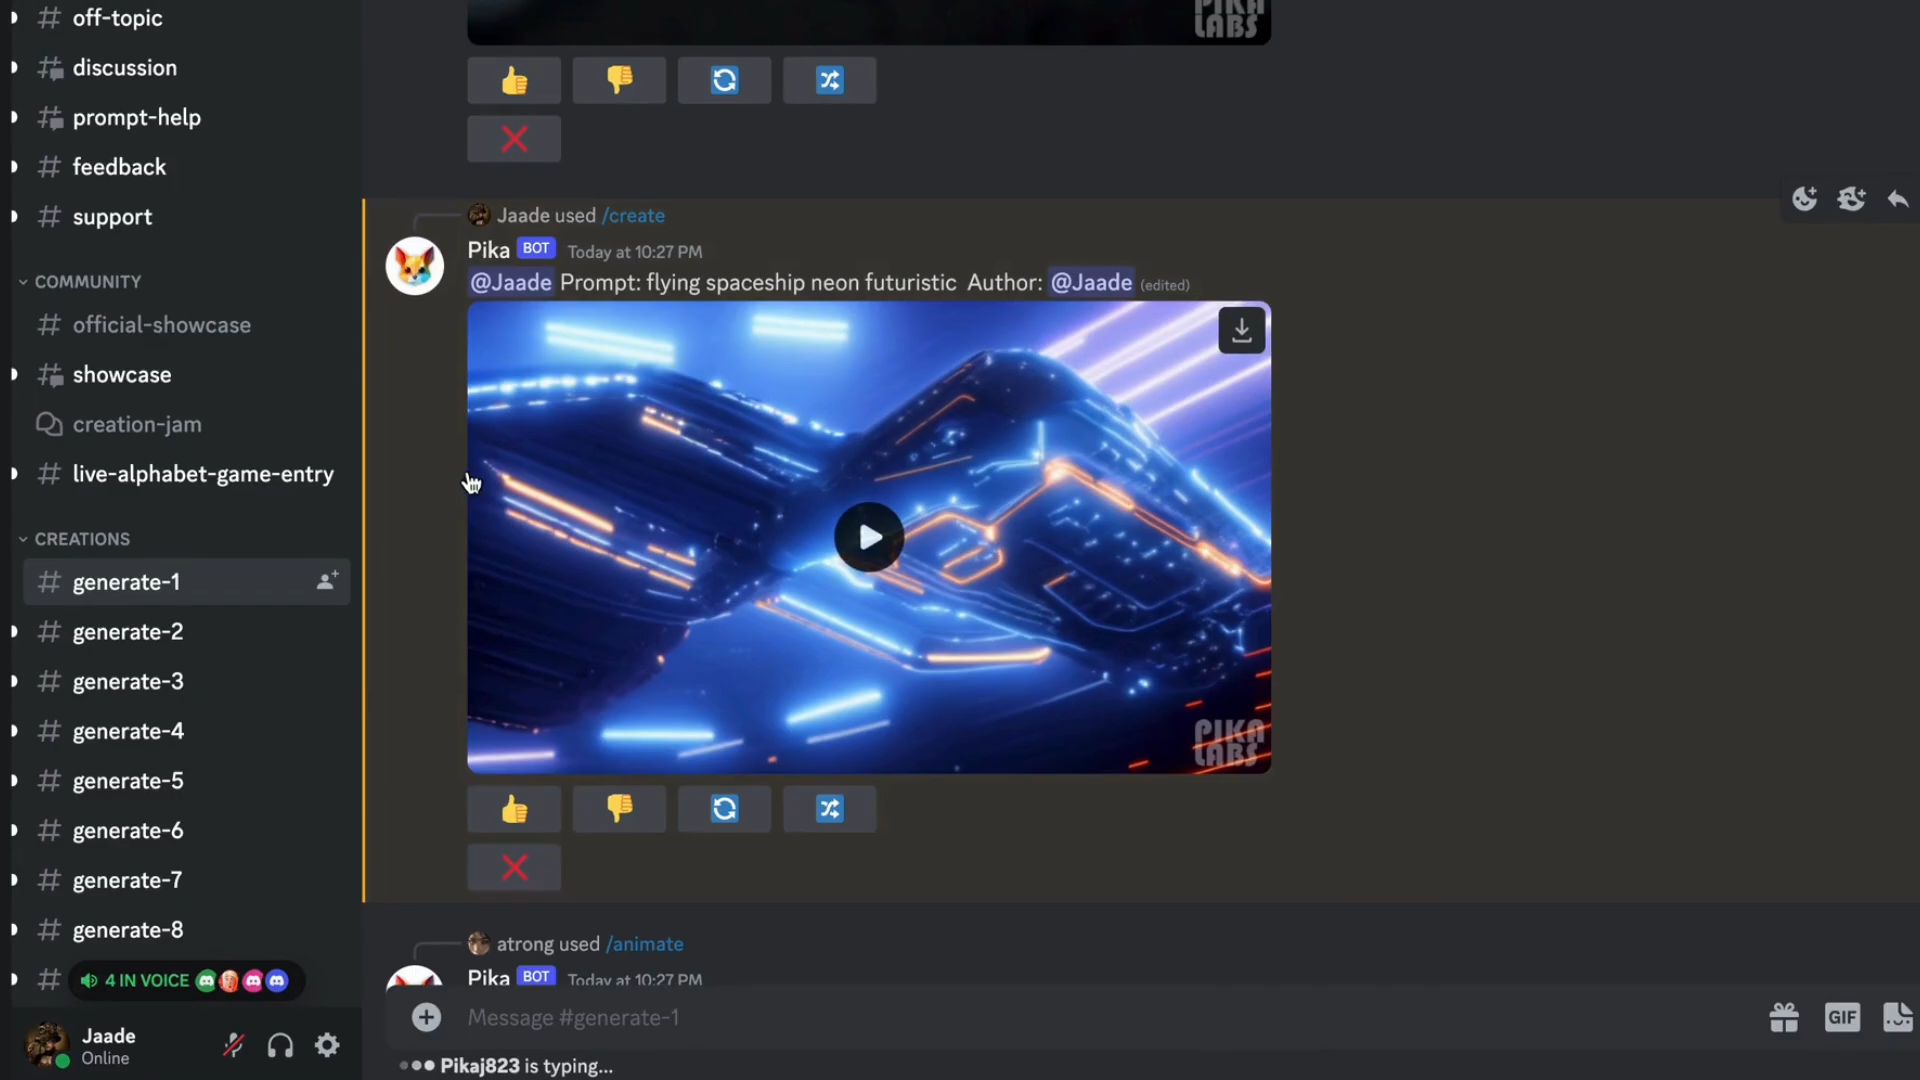 off-topic
discussion
prompt-help
feedback
support
COMMUNITY
official-showcase
showcase
creation-jam
live-alphabet-game-entry
CREATIONS
generate-1
generate-2
generate-3
generate-4
generate-5
generate-6
generate-7
generate-8
4 IN VOICE
Jaade
Online
PIKA
LABS
Jaade used /create
Pika BOT Today at 10:27 PM
@Jaade Prompt: flying spaceship neon futuristic Author: @Jaade (edited)
PIKA
LABS
atrong used /animate
Pika BOT Today at 10:27 PM
Message #generate-1
GIF
Pikaj823 is typing...